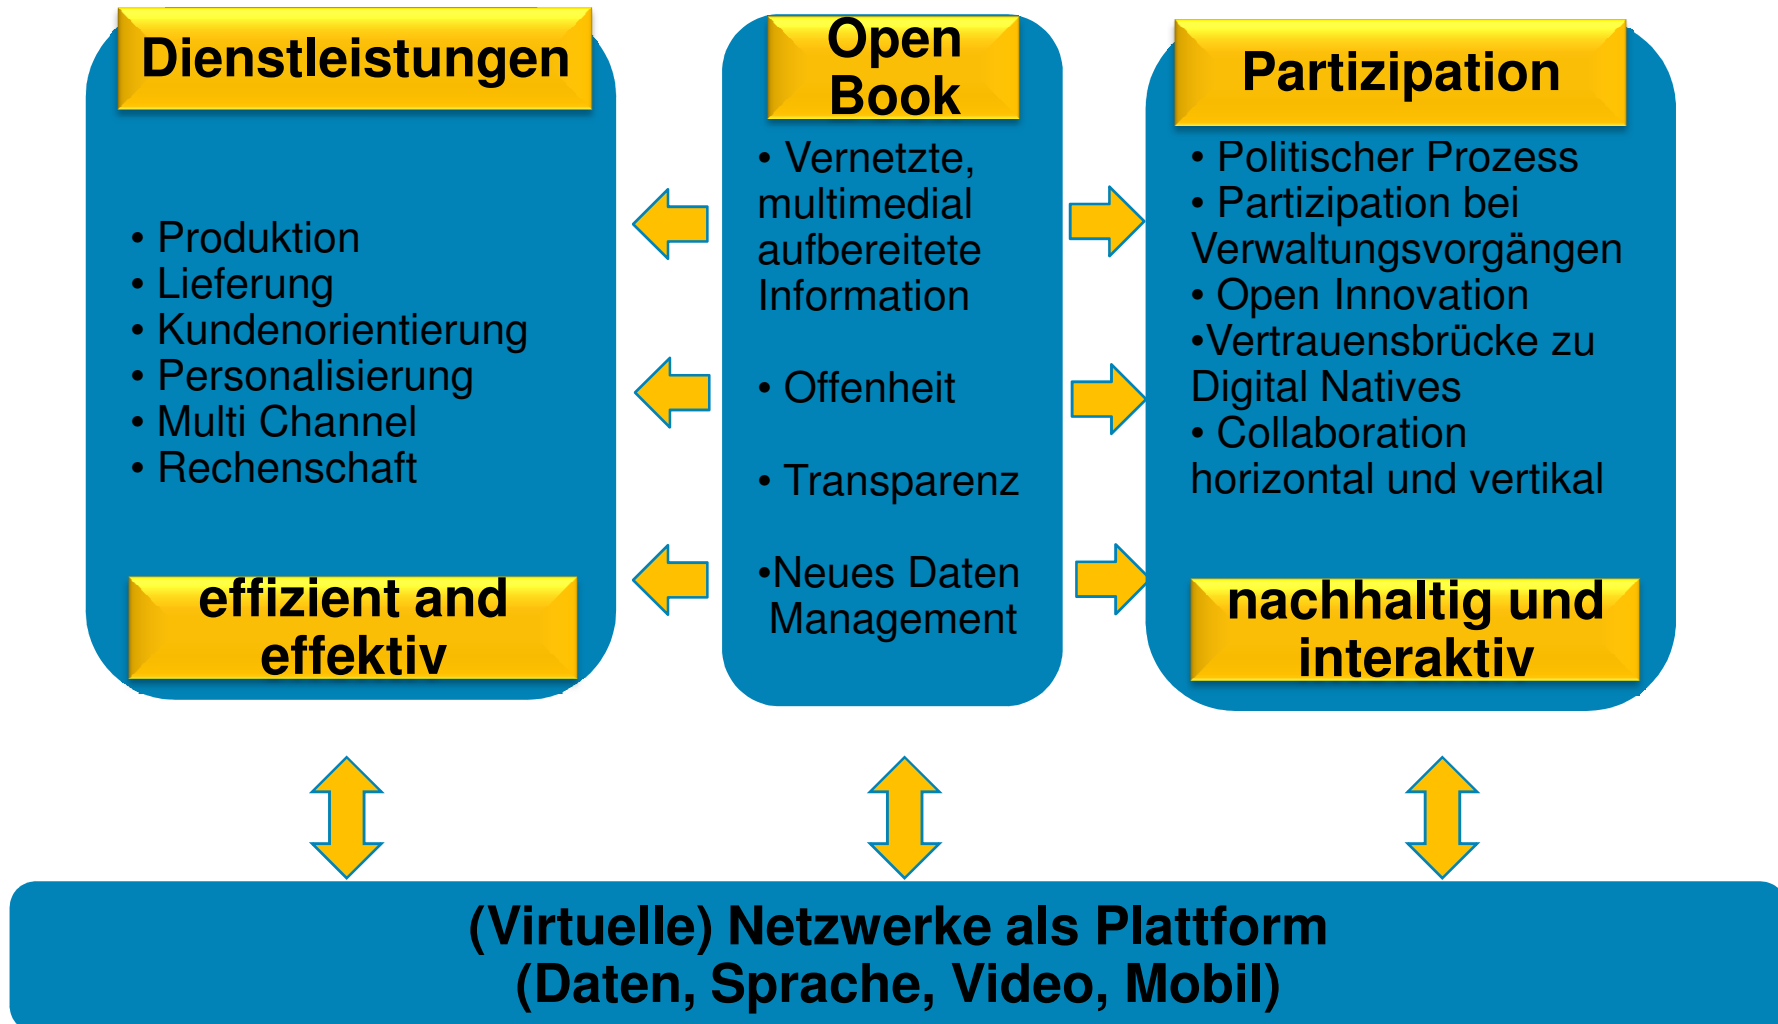 Dienstleistungen
• Produktion
• Lieferung
• Kundenorientierung
• Personalisierung
• Multi Channel
• Rechenschaft
effizient and
effektiv
Open
Book
• Vernetzte,
multimedial
aufbereitete
Information
• Offenheit
• Transparenz
•Neues Daten
Management
Partizipation
• Politischer Prozess
• Partizipation bei
Verwaltungsvorgängen
• Open Innovation
•Vertrauensbrücke zu
Digital Natives
• Collaboration
horizontal und vertikal
nachhaltig und
interaktiv
(Virtuelle) Netzwerke als Plattform
(Daten, Sprache, Video, Mobil)